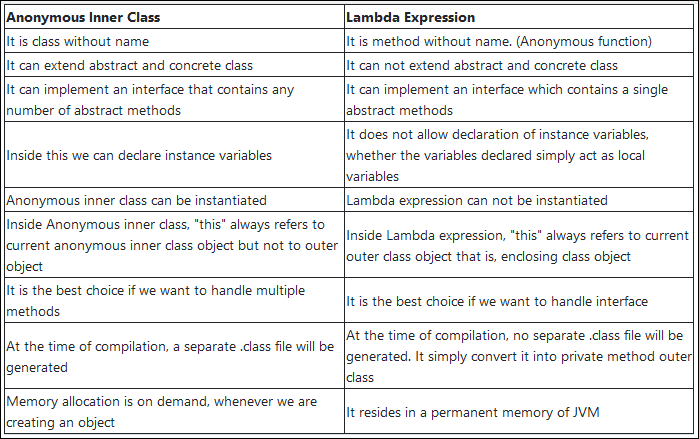 Anonymous Inner Class
Lambda Expression
It is class without name
It is method without name. (Anonymous function)
It can extend abstract and concrete class
It can not extend abstract and concrete class
It can implement an interface that contains any
number of abstract methods
It can implement an interface which contains a single
abstract methods
Inside this we can declare instance variables
It does not allow declaration of instance variables,
whether the variables declared simply act as local
variables
Anonymous inner class can be instantiated
Lambda expression can not be instantiated
Inside Anonymous inner class, "this" always refers to
current anonymous inner class object but not to outer
object
Inside Lambda expression, "this" always refers to current
outer class object that is, enclosing class object
It is the best choice if we want to handle multiple
methods
It is the best choice if we want to handle interface
At the time of compilation, a separate .class file will be
generated
At the time of compilation, no separate .class file will be
generated. It simply convert it into private method outer
class
Memory allocation is on demand, whenever we are
creating an object
It resides in a permanent memory of JVM